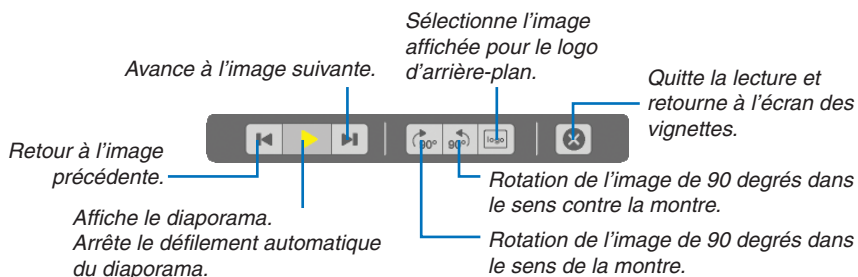 Sélectionne l’image
affichée pour le logo
d’arrière-plan.
Avance à l’image suivante.
Quitte la lecture et
retourne à l’écran des
vignettes.
90°
90°
logo
Retour à l’image
précédente.
Rotation de l’image de 90 degrés dans
le sens contre la montre.
Affiche le diaporama.
Arrête le défilement automatique
du diaporama.
Rotation de l’image de 90 degrés dans
le sens de la montre.